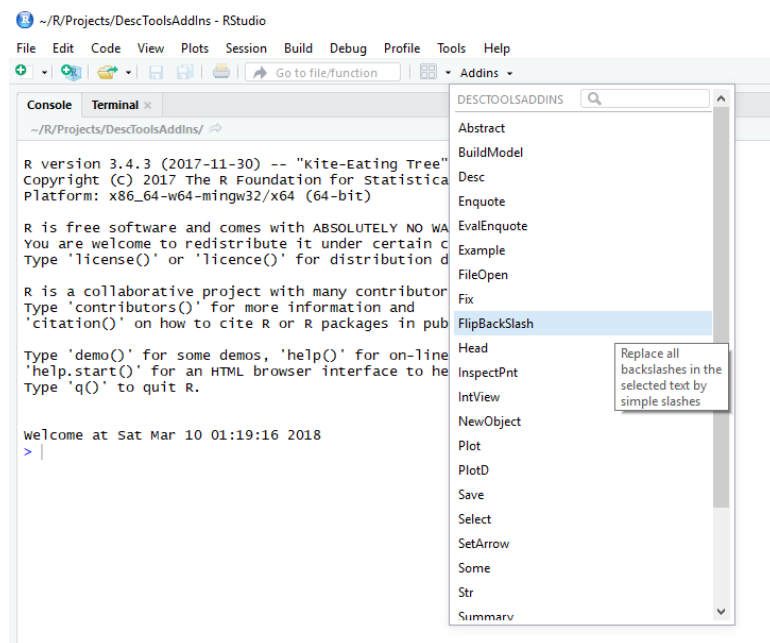 ~/R/Projects/DescToolsAddIns - RStudio
File Edit Code View Plots Session Build Debug Profile Tools Help
Go to file/function Addins
Console Terminal
~/R/Projects/DescToolsAddIns/
R version 3.4.3 (2017-11-30) -- "Kite-Eating Tree"
Copyright (C) 2017 The R Foundation for Statistica
Platform: x86_64-w64-mingw32/x64 (64-bit)
R is free software and comes with ABSOLUTELY NO WA
You are welcome to redistribute it under certain c
Type 'license()' or 'licence()' for distribution d
R is a collaborative project with many contributor
Type 'contributors()' for more information and
'citation()' on how to cite R or R packages in pub
Type 'demo()' for some demos, 'help()' for on-line
'help.start()' for an HTML browser interface to he
Type 'q()' to quit R.
Welcome at Sat Mar 10 01:19:16 2018
>
DESCTOOLSADDINS
Abstract
BuildModel
Desc
Enquote
EvalEnquote
Example
FileOpen
Fix
FlipBackSlash
Head
InspectPnt
IntView
NewObject
Plot
PlotD
Save
Select
SetArrow
Some
Str
Summary
Replace all
backslashes in the
selected text by
simple slashes